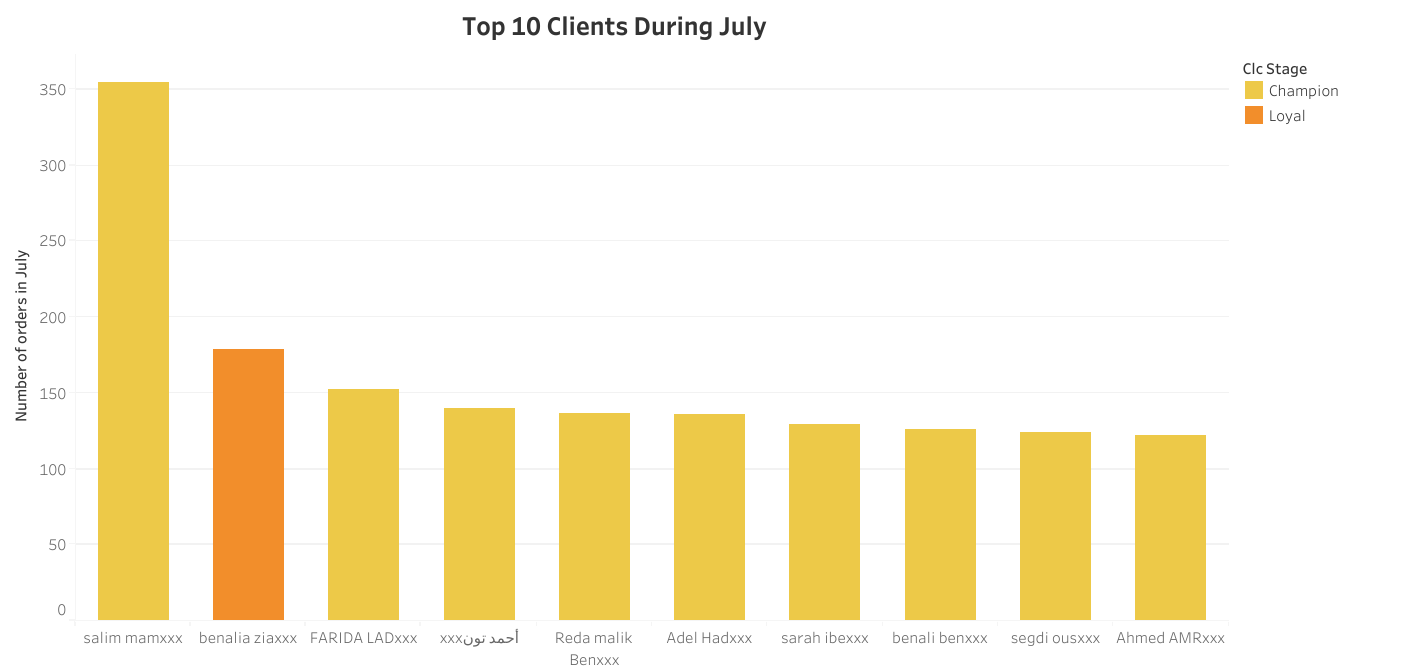 Top 10 Clients During July
Clc Stage
Champion
Loyal
Number of orders in July
350
300
250
200
150
100
50
0
salim mamxxx
benalia ziaxxx
FARIDA LADxxx
أحمد تونxxx
Reda malik
Benxxx
Adel Hadxxx
sarah ibexxx
benali benxxx
segdi ousxxx
Ahmed AMRxxx